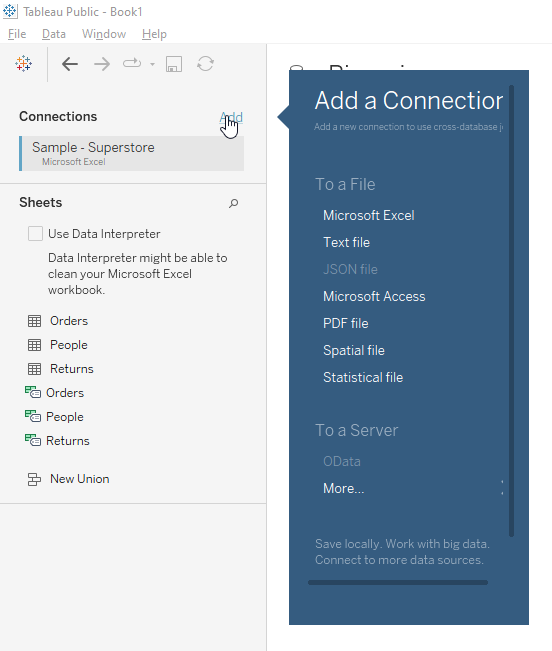 Tableau Public - Book1
File Data Window Help
Connections Add
Sample - Superstore
Microsoft Excel
Sheets
Use Data Interpreter
Data Interpreter might be able to
clean your Microsoft Excel
workbook.
Orders
People
Returns
Orders
People
Returns
New Union
Add a Connection
Add a new connection to use cross-database
To a File
Microsoft Excel
Text file
JSON file
Microsoft Access
PDF file
Spatial file
Statistical file
To a Server
OData
More...
Save locally. Work with big data.
Connect to more data sources.